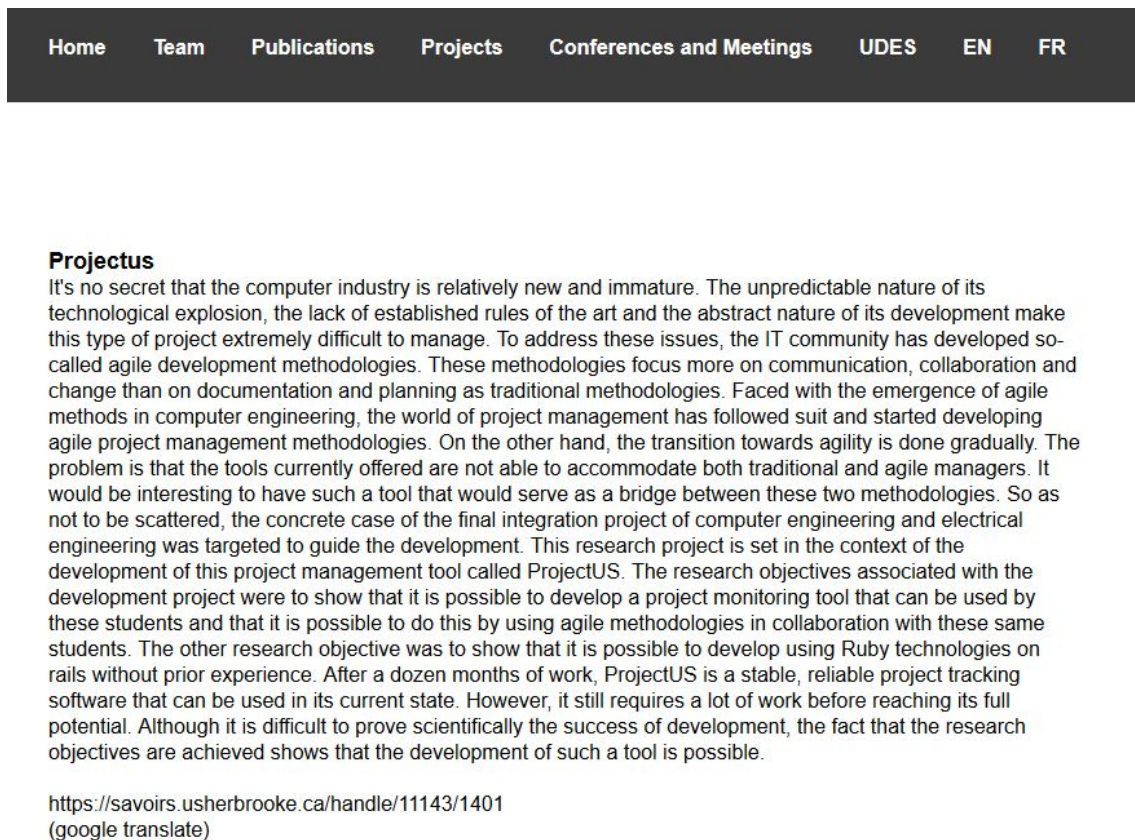 Home Team Publications Projects Conferences and Meetings UDES EN FR
Projectus
It's no secret that the computer industry is relatively new and immature. The unpredictable nature of its
technological explosion, the lack of established rules of the art and the abstract nature of its development make
this type of project extremely difficult to manage. To address these issues, the IT community has developed so-
called agile development methodologies. These methodologies focus more on communication, collaboration and
change than on documentation and planning as traditional methodologies. Faced with the emergence of agile
methods in computer engineering, the world of project management has followed suit and started developing
agile project management methodologies. On the other hand, the transition towards agility is done gradually. The
problem is that the tools currently offered are not able to accommodate both traditional and agile managers. It
would be interesting to have such a tool that would serve as a bridge between these two methodologies. So as
not to be scattered, the concrete case of the final integration project of computer engineering and electrical
engineering was targeted to guide the development. This research project is set in the context of the
development of this project management tool called ProjectUS. The research objectives associated with the
development project were to show that it is possible to develop a project monitoring tool that can be used by
these students and that it is possible to do this by using agile methodologies in collaboration with these same
students. The other research objective was to show that it is possible to develop using Ruby technologies on
rails without prior experience. After a dozen months of work, ProjectUS is a stable, reliable project tracking
software that can be used in its current state. However, it still requires a lot of work before reaching its full
potential. Although it is difficult to prove scientifically the success of development, the fact that the research
objectives are achieved shows that the development of such a tool is possible.
https://savoirs.usherbrooke.ca/handle/11143/1401
(google translate)